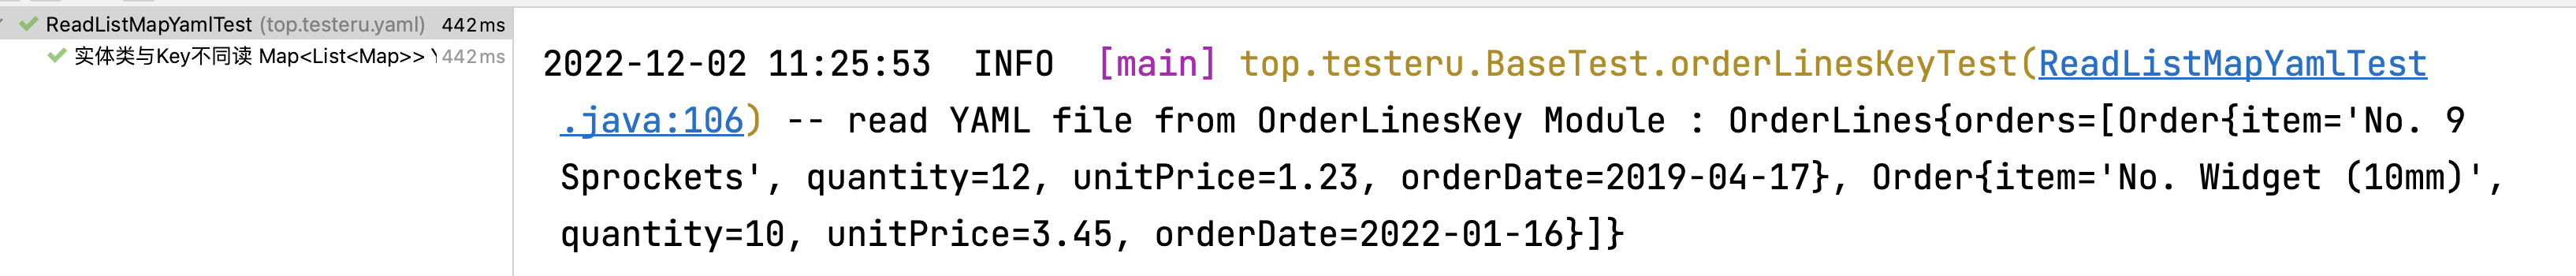 ReadListMapYamlTest (top.testeru.yaml) 442 ms
实体类与Key不同读 Map<List<Map>> 442 ms
2022-12-02 11:25:53  INFO  [main] top.testeru.BaseTest.orderLinesKeyTest(ReadListMapYamlTest
.java:106) -- read YAML file from OrderLinesKey Module : OrderLines{orders=[Order{item='No. 9
Sprockets', quantity=12, unitPrice=1.23, orderDate=2019-04-17}, Order{item='No. Widget (10mm)',
quantity=10, unitPrice=3.45, orderDate=2022-01-16}]}